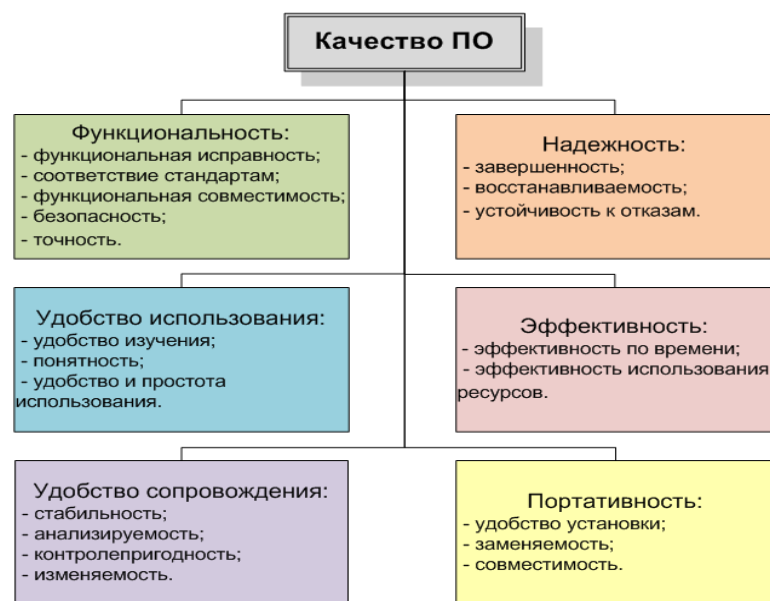 Качество ПО
Функциональность:
- функциональная исправность;
- соответствие стандартам;
- функциональная совместимость;
- безопасность;
- точность.
Надежность:
- завершенность;
- восстанавливаемость;
- устойчивость к отказам.
Удобство использования:
- удобство изучения;
- понятность;
- удобство и простота
использования.
Эффективность:
- эффективность по времени;
- эффективность использования
ресурсов.
Удобство сопровождения:
- стабильность;
- анализируемость;
- контролепригодность;
- изменяемость.
Портативность:
- удобство установки;
- заменяемость;
- совместимость.